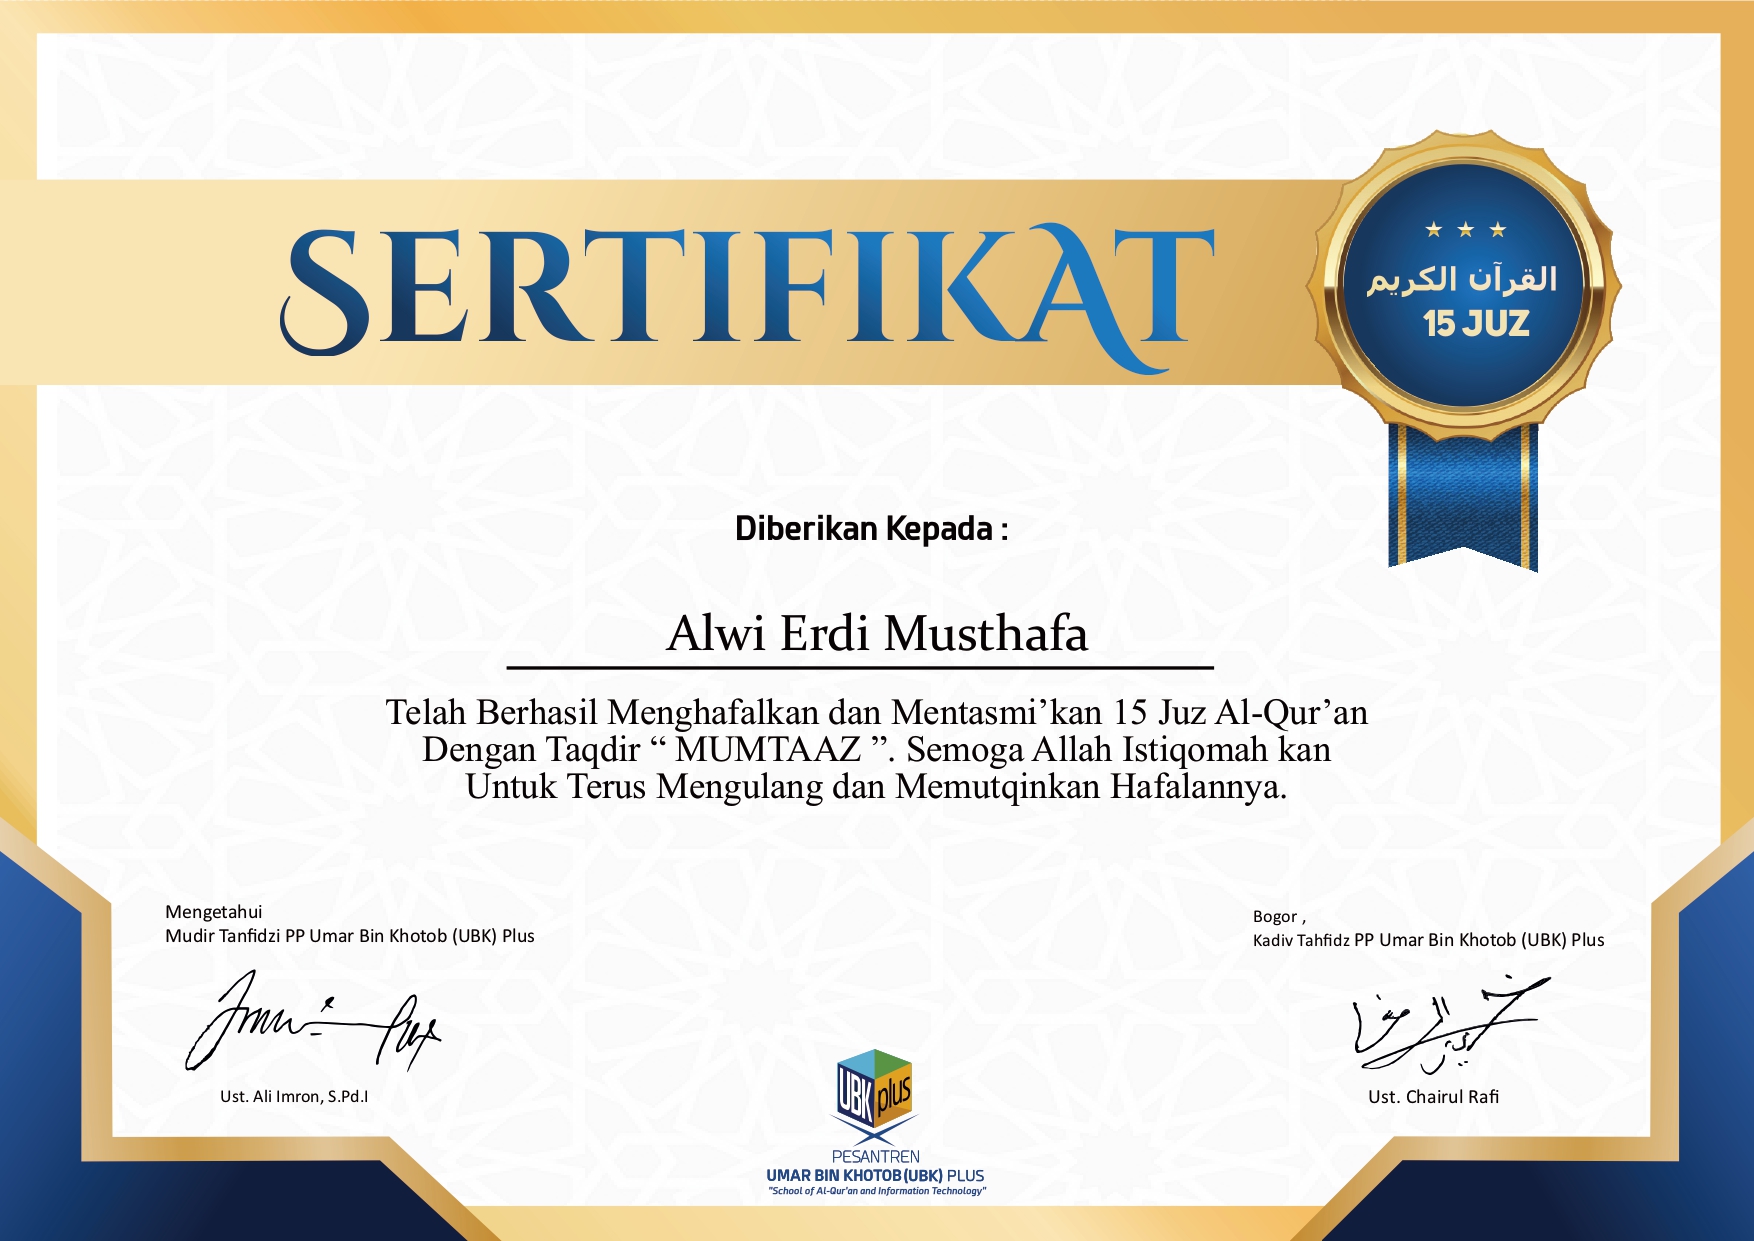 SERTIFIKAT
القرآن الكريم
15 JUZ
Diberikan Kepada :
Alwi Erdi Musthafa
Telah Berhasil Menghafalkan dan Mentasmi’kan 15 Juz Al-Qur’an
Dengan Taqdir “ MUMTAAZ ”. Semoga Allah Istiqomah kan
Untuk Terus Mengulang dan Memutqinkan Hafalannya.
Mengetahui
Mudir Tanfidzi PP Umar Bin Khotob (UBK) Plus
Ust. Ali Imron, S.Pd.I
Bogor ,
Kadiv Tahfidz PP Umar Bin Khotob (UBK) Plus
Ust. Chairul Rafi
UBK plus
PESANTREN
UMAR BIN KHOTOB (UBK) PLUS
"School of Al-Qur'an and Information Technology"